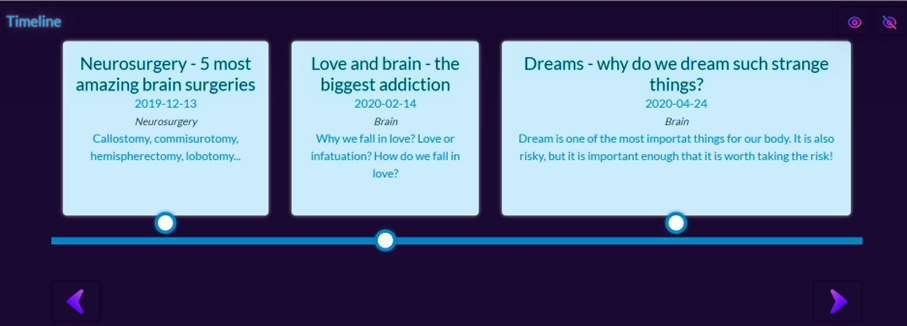 Timeline
Neurosurgery - 5 most
amazing brain surgeries
2019-12-13
Neurosurgery
Callostomy, commisurotomy,
hemispherectomy, lobotomy...
Love and brain - the
biggest addiction
2020-02-14
Brain
Why we fall in love? Love or
infatuation? How do we fall in
love?
Dreams - why do we dream such strange
things?
2020-04-24
Brain
Dream is one of the most importat things for our body. It is also
risky, but it is important enough that it is worth taking the risk!